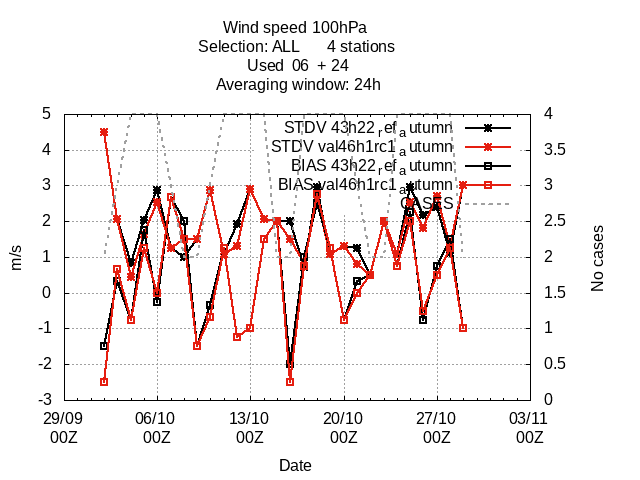 Wind speed 100hPa
Selection: ALL 4 stations
Used 06 + 24
Averaging window: 24h
STDV 43h22_ref_autumn
STDV val46h1rc1_autumn
BIAS 43h22_ref_autumn
BIAS val46h1rc1_autumn
CASES
5
4
3
2
1
0
-1
-2
-3
m/s
4
3.5
3
2.5
2
1.5
1
0.5
0
No cases
29/09 06/10 13/10 20/10 27/10 03/11
00Z 00Z 00Z 00Z 00Z 00Z
Date